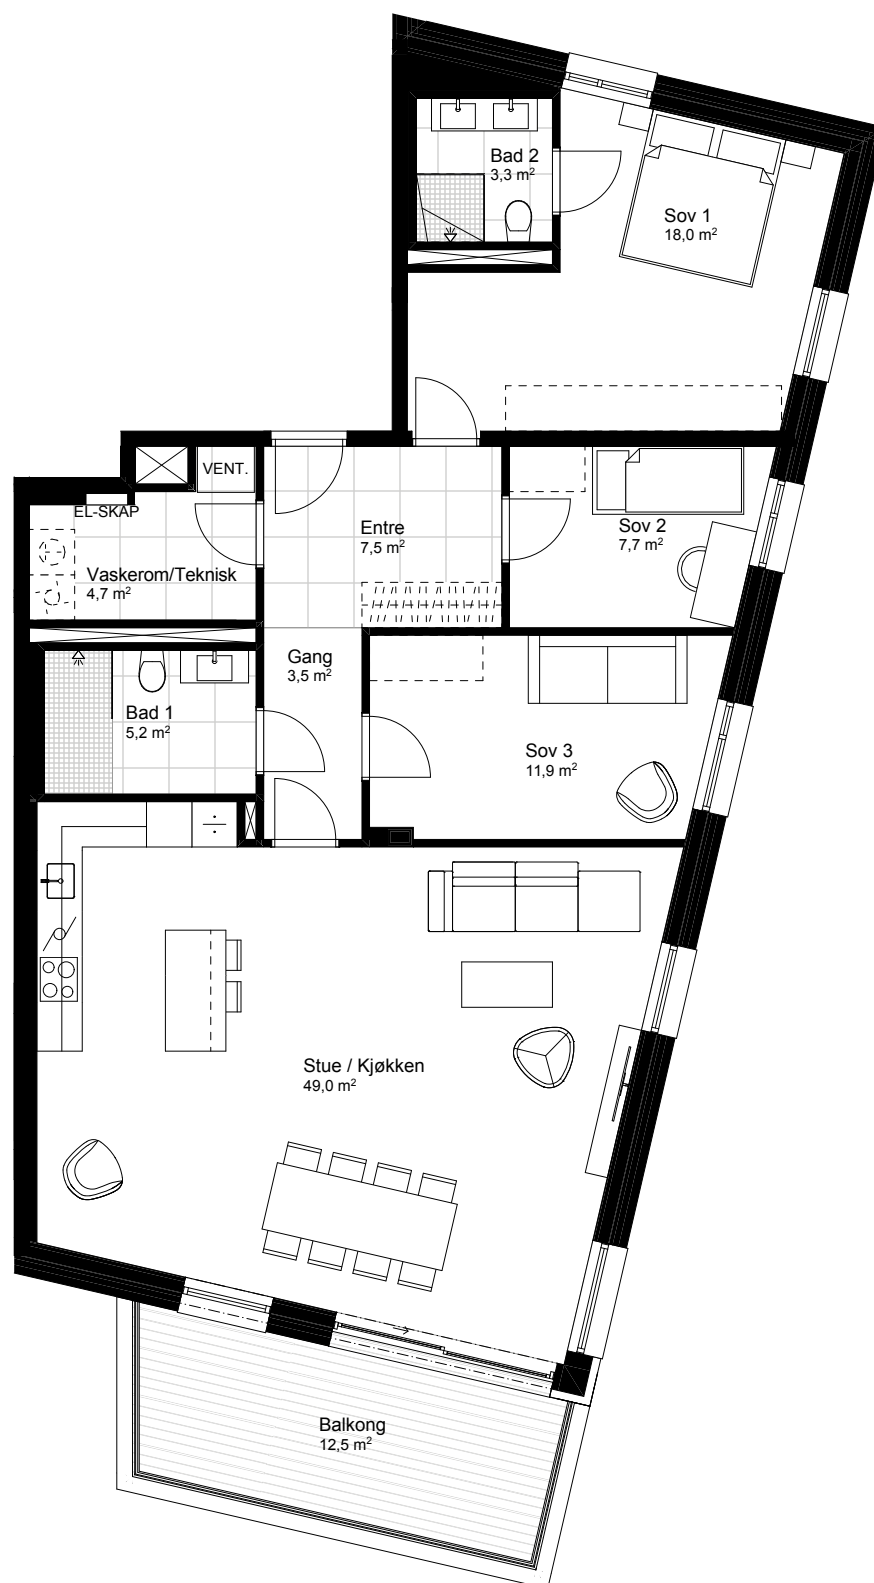 Bad 2
3,3 m²
Sov 1
18,0 m²
VENT.
EL-SKAP
Vaskerom/Teknisk
4,7 m²
Entre
7,5 m²
Sov 2
7,7 m²
Gang
3,5 m²
Bad 1
5,2 m²
Sov 3
11,9 m²
Stue / Kjøkken
49,0 m²
Balkong
12,5 m²